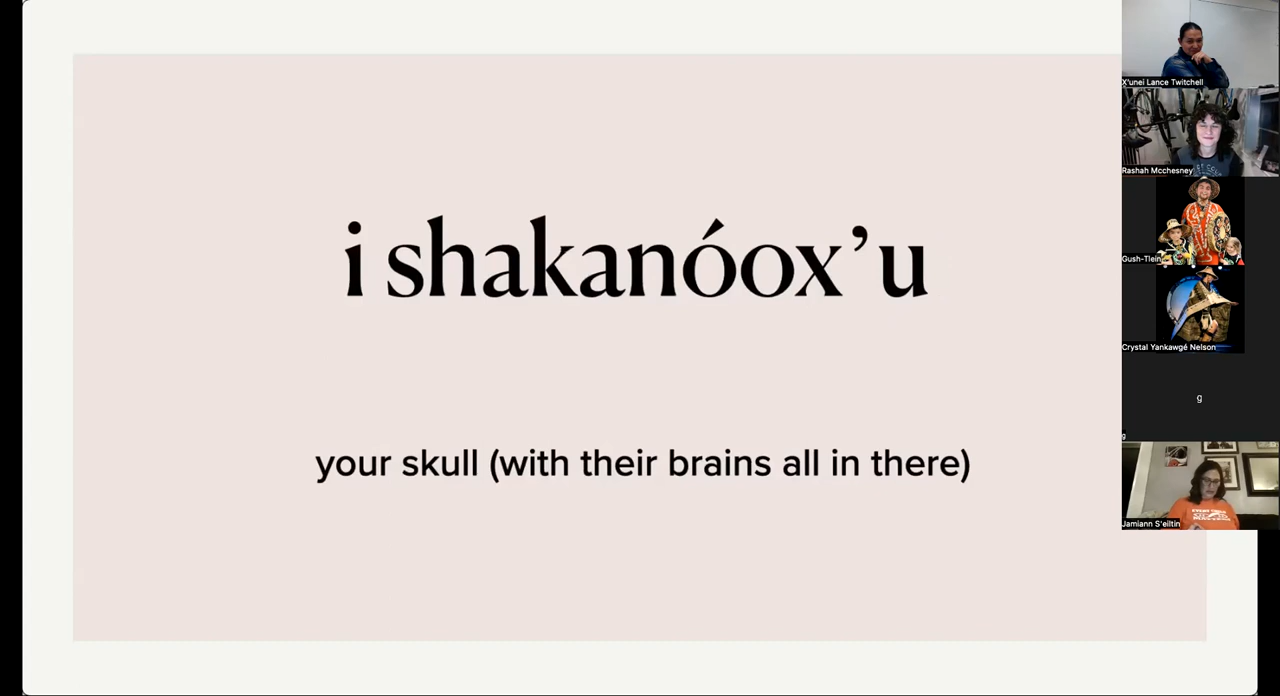 i shakanóox’u
your skull (with their brains all in there)
X̱'unei Lance Twitchell
Rashah Mcchesney
Gush-Tlein
Crystal Yankawgé Nelson
g
g
Jamiann S'eiltin